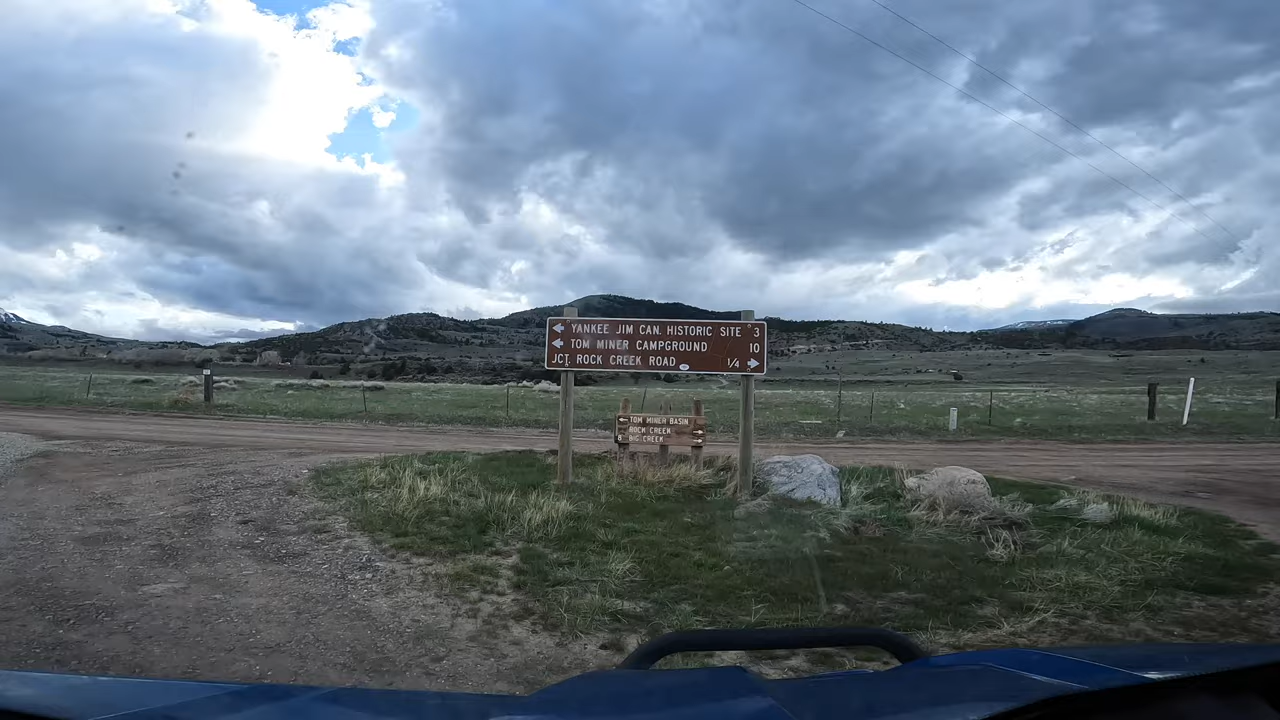 ← YANKEE JIM CAN. HISTORIC SITE 3
← TOM MINER CAMPGROUND 10
JCT. ROCK CREEK ROAD 1/4 →
← TOM MINER BASIN
ROCK CREEK →
8 BIG CREEK